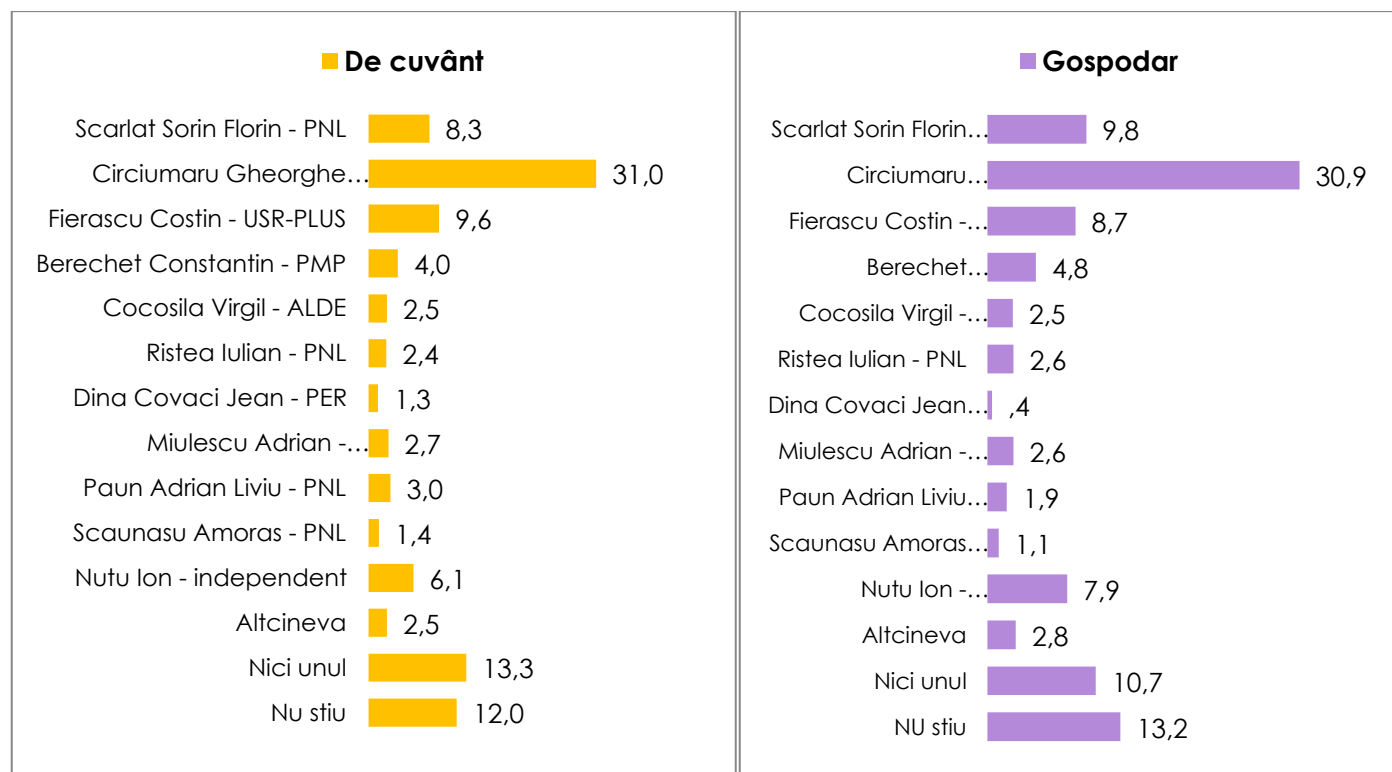 De cuvânt
Scarlat Sorin Florin - PNL 8,3
Circiumaru Gheorghe… 31,0
Fierascu Costin - USR-PLUS 9,6
Berechet Constantin - PMP 4,0
Cocosila Virgil - ALDE 2,5
Ristea Iulian - PNL 2,4
Dina Covaci Jean - PER 1,3
Miulescu Adrian -… 2,7
Paun Adrian Liviu - PNL 3,0
Scaunasu Amoras - PNL 1,4
Nutu Ion - independent 6,1
Altcineva 2,5
Nici unul 13,3
Nu stiu 12,0
Gospodar
Scarlat Sorin Florin… 9,8
Circiumaru… 30,9
Fierascu Costin -… 8,7
Berechet… 4,8
Cocosila Virgil -… 2,5
Ristea Iulian - PNL 2,6
Dina Covaci Jean… ,4
Miulescu Adrian -… 2,6
Paun Adrian Liviu… 1,9
Scaunasu Amoras… 1,1
Nutu Ion -… 7,9
Altcineva 2,8
Nici unul 10,7
NU stiu 13,2